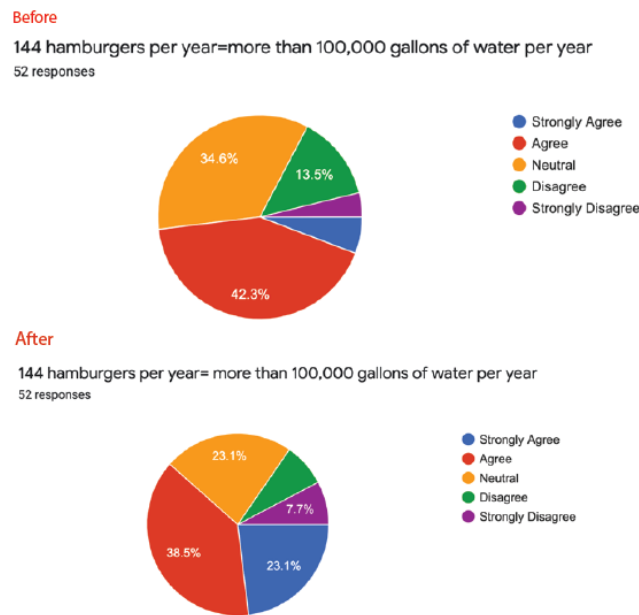 Before
144 hamburgers per year=more than 100,000 gallons of water per year
52 responses
34.6%
13.5%
42.3%
Strongly Agree
Agree
Neutral
Disagree
Strongly Disagree
After
144 hamburgers per year= more than 100,000 gallons of water per year
52 responses
23.1%
7.7%
38.5%
23.1%
Strongly Agree
Agree
Neutral
Disagree
Strongly Disagree